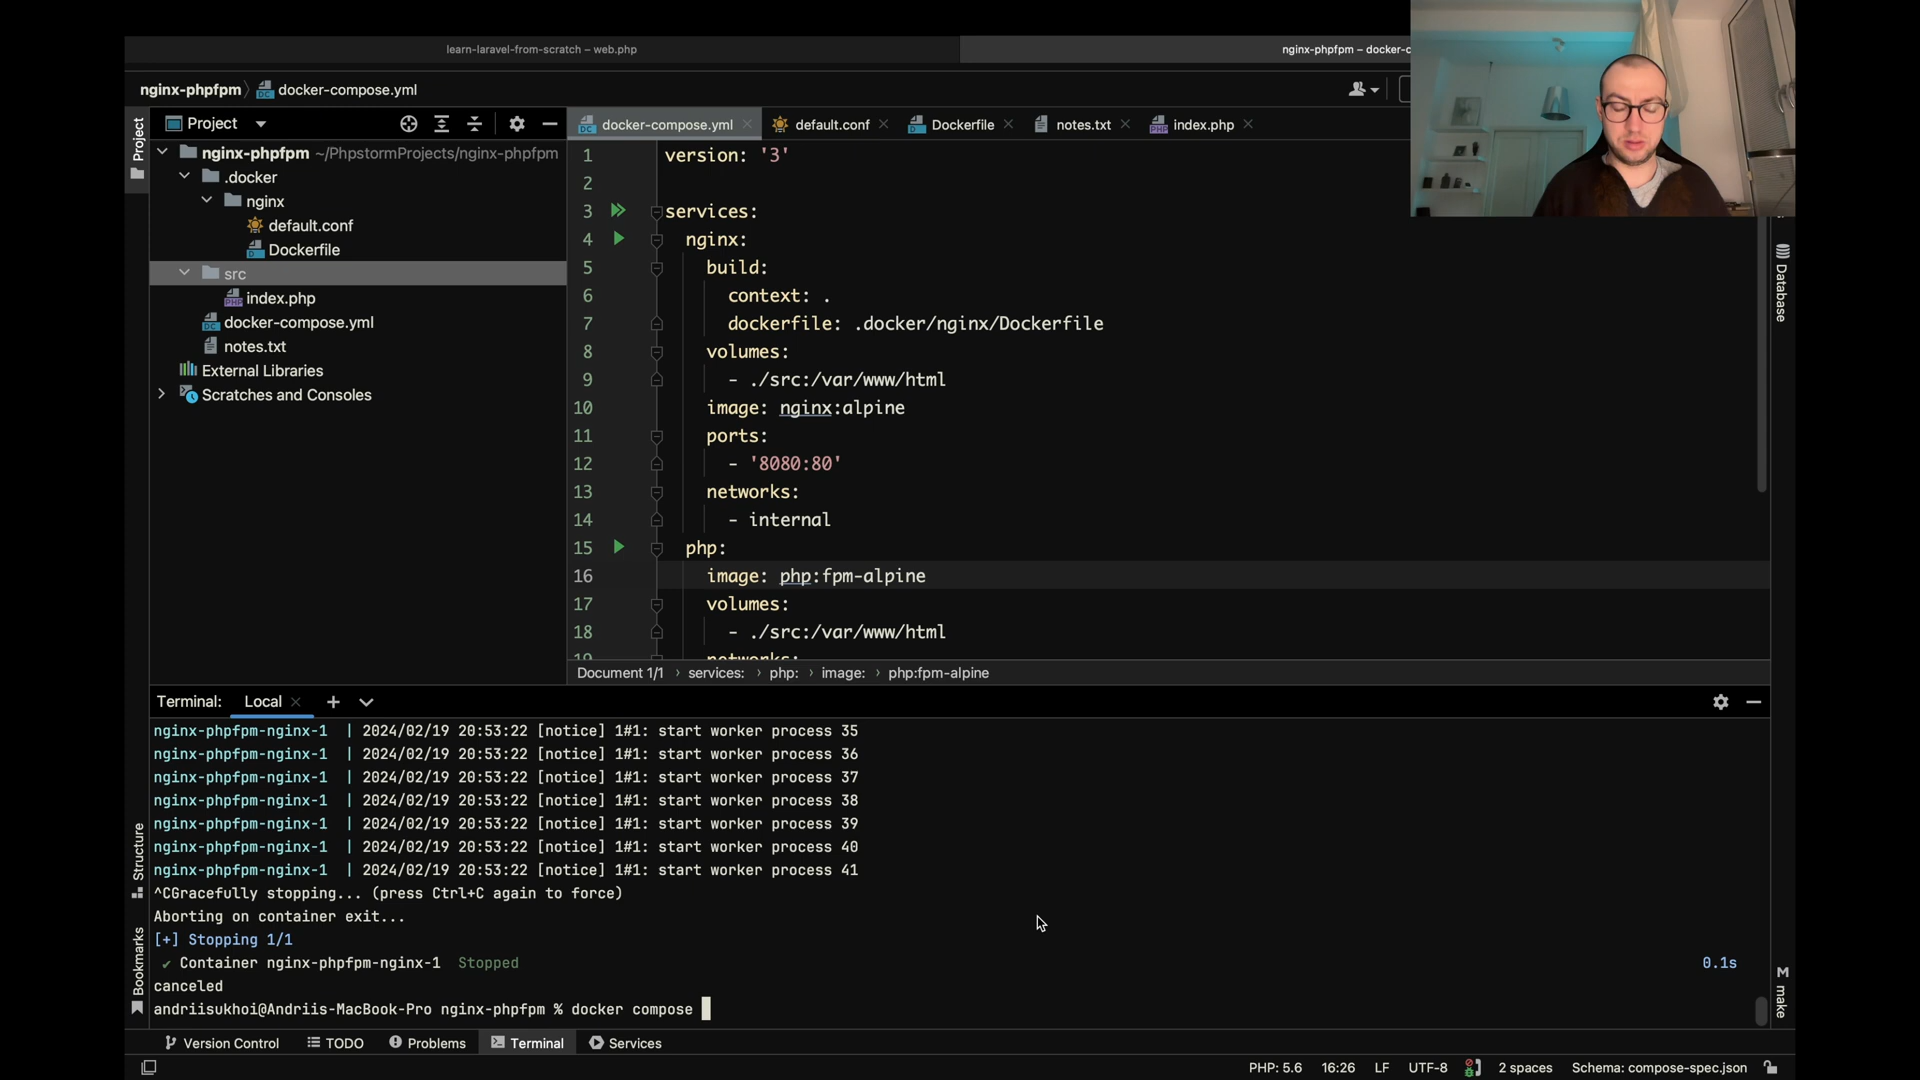 learn-laravel-from-scratch – web.php
nginx-phpfpm – docker-c
nginx-phpfpm
docker-compose.yml
Project
Project
docker-compose.yml
default.conf
Dockerfile
notes.txt
index.php
nginx-phpfpm ~/PhpstormProjects/nginx-phpfpm
.docker
nginx
default.conf
Dockerfile
src
index.php
docker-compose.yml
notes.txt
External Libraries
Scratches and Consoles
1 version: '3'
2
3 services:
4 nginx:
5 build:
6 context: .
7 dockerfile: .docker/nginx/Dockerfile
8 volumes:
9 - ./src:/var/www/html
10 image: nginx:alpine
11 ports:
12 - '8080:80'
13 networks:
14 - internal
15 php:
16 image: php:fpm-alpine
17 volumes:
18 - ./src:/var/www/html
19 networks:
Database
Document 1/1 › services: › php: › image: › php:fpm-alpine
Terminal: Local
nginx-phpfpm-nginx-1 | 2024/02/19 20:53:22 [notice] 1#1: start worker process 35
nginx-phpfpm-nginx-1 | 2024/02/19 20:53:22 [notice] 1#1: start worker process 36
nginx-phpfpm-nginx-1 | 2024/02/19 20:53:22 [notice] 1#1: start worker process 37
nginx-phpfpm-nginx-1 | 2024/02/19 20:53:22 [notice] 1#1: start worker process 38
nginx-phpfpm-nginx-1 | 2024/02/19 20:53:22 [notice] 1#1: start worker process 39
nginx-phpfpm-nginx-1 | 2024/02/19 20:53:22 [notice] 1#1: start worker process 40
nginx-phpfpm-nginx-1 | 2024/02/19 20:53:22 [notice] 1#1: start worker process 41
^CGracefully stopping... (press Ctrl+C again to force)
Aborting on container exit...
[+] Stopping 1/1
✔ Container nginx-phpfpm-nginx-1 Stopped 0.1s
canceled
andriisukhoi@Andriis-MacBook-Pro nginx-phpfpm % docker compose
Structure
Bookmarks
M make
Version Control
TODO
Problems
Terminal
Services
PHP: 5.6 16:26 LF UTF-8 2 spaces Schema: compose-spec.json